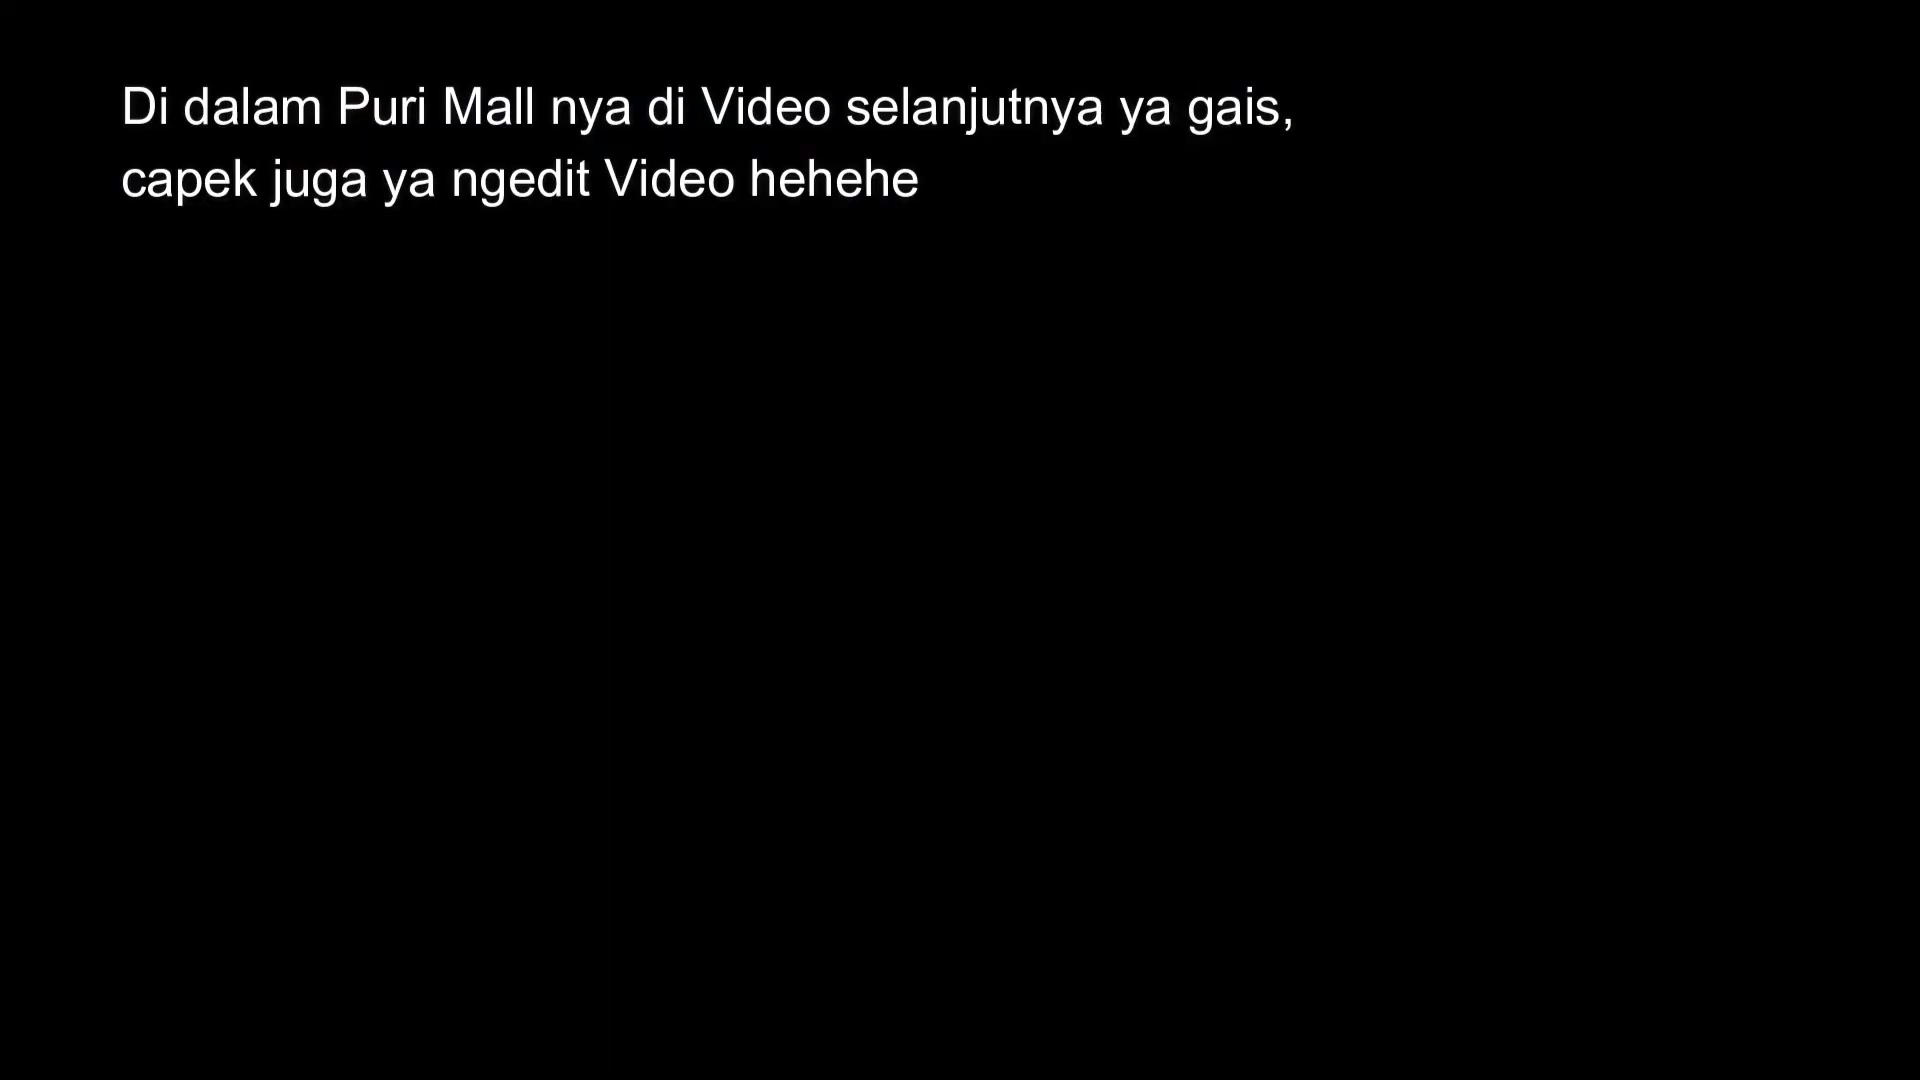 Di dalam Puri Mall nya di Video selanjutnya ya gais,
capek juga ya ngedit Video hehehe